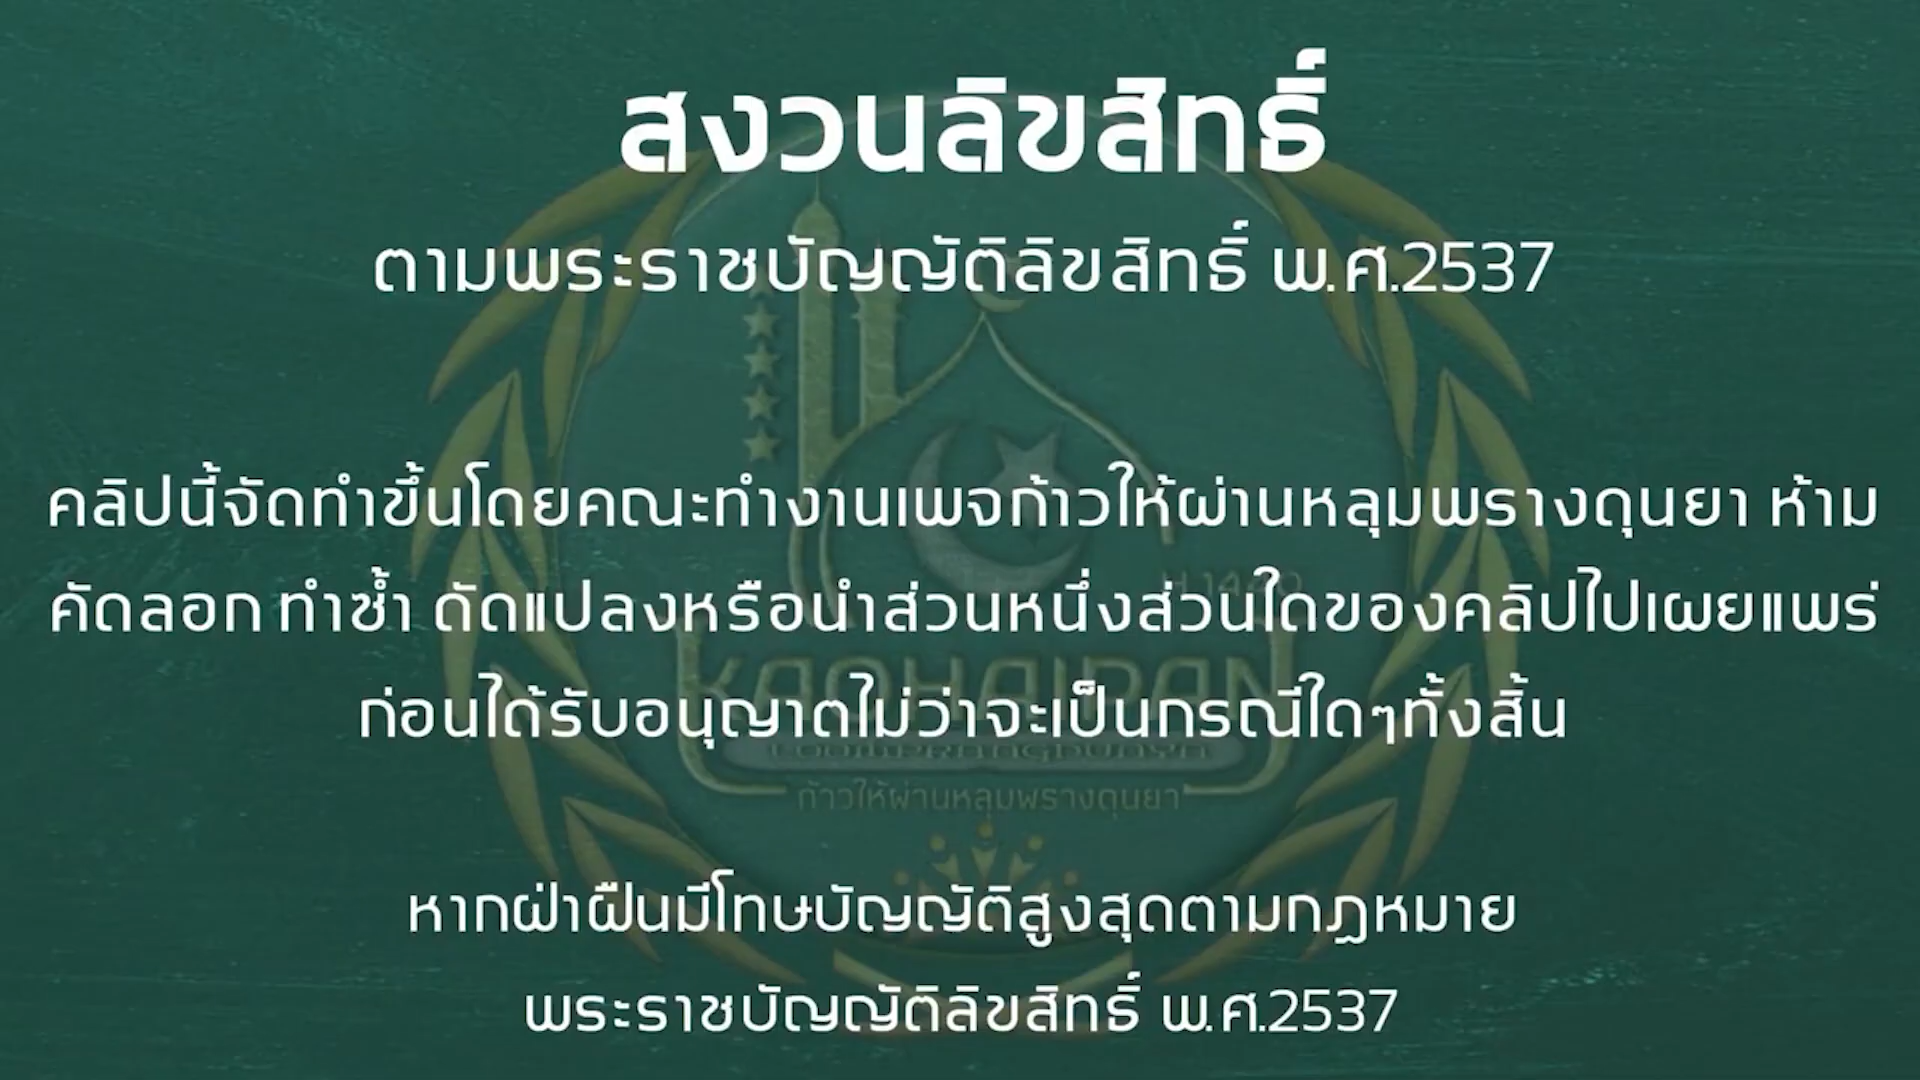 สงวนลิขสิทธิ์
ตามพระราชบัญญัติลิขสิทธิ์ พ.ศ.2537
คลิปนี้จัดทำขึ้นโดยคณะทำงานเพจก้าวให้ผ่านหลุมพรางดุนยา ห้าม
คัดลอก ทำซ้ำ ดัดแปลงหรือนำส่วนหนึ่งส่วนใดของคลิปไปเผยแพร่
KAOHAIPAN
ก่อนได้รับอนุญาตไม่ว่าจะเป็นกรณีใดๆทั้งสิ้น
LOOMPRANGDUNYA
ก้าวให้ผ่านหลุมพรางดุนยา
หากฝ่าฝืนมีโทษบัญญัติสูงสุดตามกฎหมาย
พระราชบัญญัติลิขสิทธิ์ พ.ศ.2537